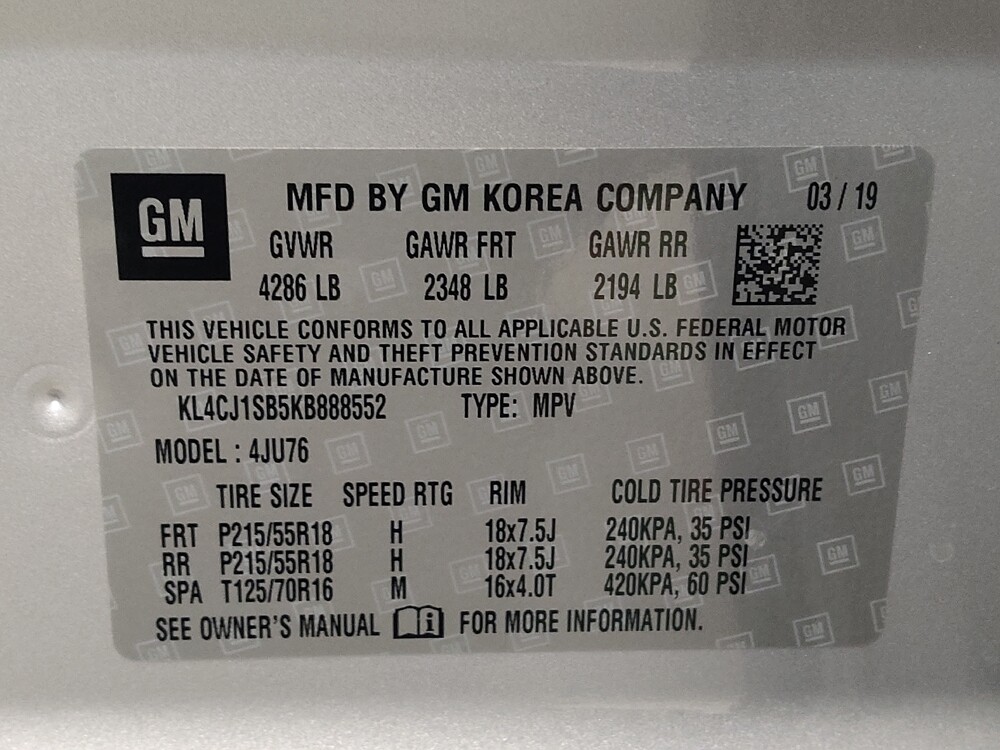 GM
MFD BY GM KOREA COMPANY 03 / 19
GVWR GAWR FRT GAWR RR
4286 LB 2348 LB 2194 LB
THIS VEHICLE CONFORMS TO ALL APPLICABLE U.S. FEDERAL MOTOR
VEHICLE SAFETY AND THEFT PREVENTION STANDARDS IN EFFECT
ON THE DATE OF MANUFACTURE SHOWN ABOVE.
KL4CJ1SB5KB888552 TYPE: MPV
MODEL : 4JU76
TIRE SIZE SPEED RTG RIM COLD TIRE PRESSURE
FRT P215/55R18 H 18x7.5J 240KPA, 35 PSI
RR P215/55R18 H 18x7.5J 240KPA, 35 PSI
SPA T125/70R16 M 16x4.0T 420KPA, 60 PSI
SEE OWNER'S MANUAL i FOR MORE INFORMATION.